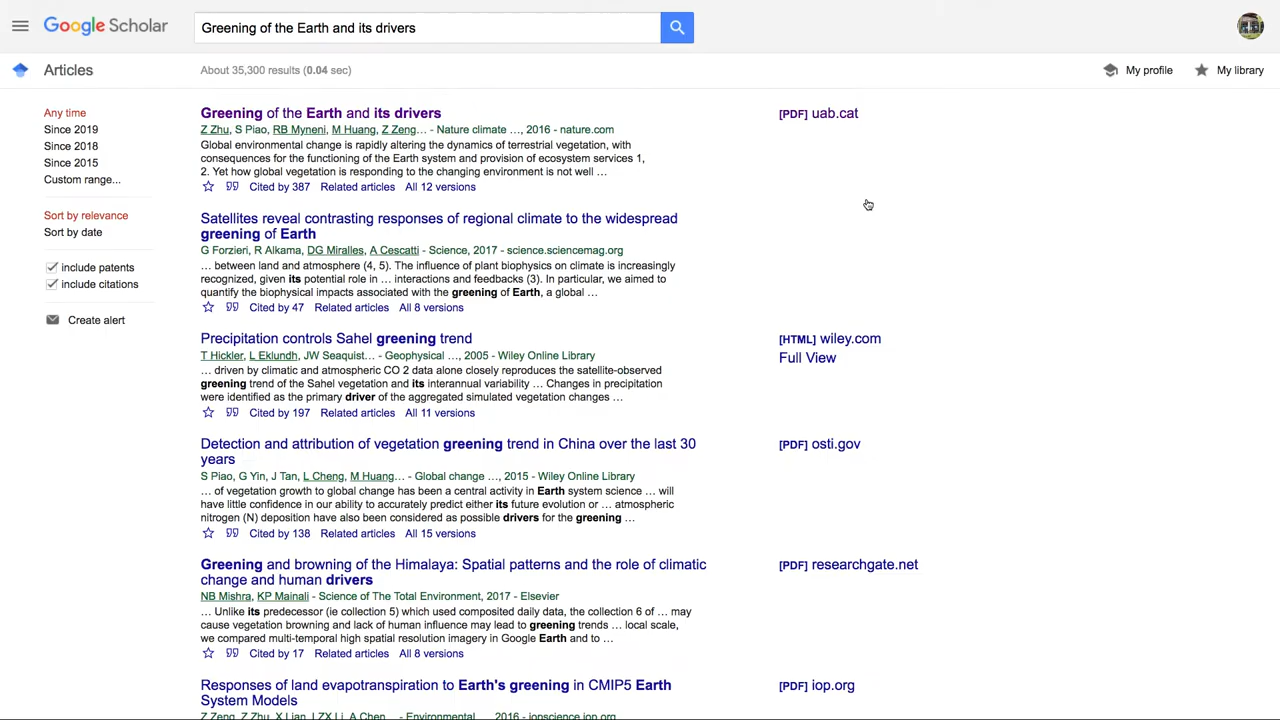 Google Scholar
Greening of the Earth and its drivers
Articles
About 35,300 results (0.04 sec)
My profile
My library
Any time
Since 2019
Since 2018
Since 2015
Custom range...
Sort by relevance
Sort by date
include patents
include citations
Create alert
Greening of the Earth and its drivers
[PDF] uab.cat
Z Zhu, S Piao, RB Myneni, M Huang, Z Zeng… - Nature climate …, 2016 - nature.com
Global environmental change is rapidly altering the dynamics of terrestrial vegetation, with
consequences for the functioning of the Earth system and provision of ecosystem services 1,
2. Yet how global vegetation is responding to the changing environment is not well …
Cited by 387 Related articles All 12 versions
Satellites reveal contrasting responses of regional climate to the widespread
greening of Earth
G Forzieri, R Alkama, DG Miralles, A Cescatti - Science, 2017 - science.sciencemag.org
… between land and atmosphere (4, 5). The influence of plant biophysics on climate is increasingly
recognized, given its potential role in … interactions and feedbacks (3). In particular, we aimed to
quantify the biophysical impacts associated with the greening of Earth, a global …
Cited by 47 Related articles All 8 versions
Precipitation controls Sahel greening trend
[HTML] wiley.com
Full View
T Hickler, L Eklundh, JW Seaquist… - Geophysical …, 2005 - Wiley Online Library
… driven by climatic and atmospheric CO 2 data alone closely reproduces the satellite-observed
greening trend of the Sahel vegetation and its interannual variability … Changes in precipitation
were identified as the primary driver of the aggregated simulated vegetation changes …
Cited by 197 Related articles All 11 versions
Detection and attribution of vegetation greening trend in China over the last 30
years
[PDF] osti.gov
S Piao, G Yin, J Tan, L Cheng, M Huang… - Global change …, 2015 - Wiley Online Library
… of vegetation growth to global change has been a central activity in Earth system science … will
have little confidence in our ability to accurately predict either its future evolution or … atmospheric
nitrogen (N) deposition have also been considered as possible drivers for the greening …
Cited by 138 Related articles All 15 versions
Greening and browning of the Himalaya: Spatial patterns and the role of climatic
change and human drivers
[PDF] researchgate.net
NB Mishra, KP Mainali - Science of The Total Environment, 2017 - Elsevier
… Unlike its predecessor (ie collection 5) which used composited daily data, the collection 6 of … may
cause vegetation browning and lack of human influence may lead to greening trends … local scale,
we compared multi-temporal high spatial resolution imagery in Google Earth and to …
Cited by 17 Related articles All 8 versions
Responses of land evapotranspiration to Earth's greening in CMIP5 Earth
System Models
[PDF] iop.org
Z Zeng, Z Zhu, X Lian, LZX Li, A Chen… - Environmental …, 2016 - iopscience.iop.org